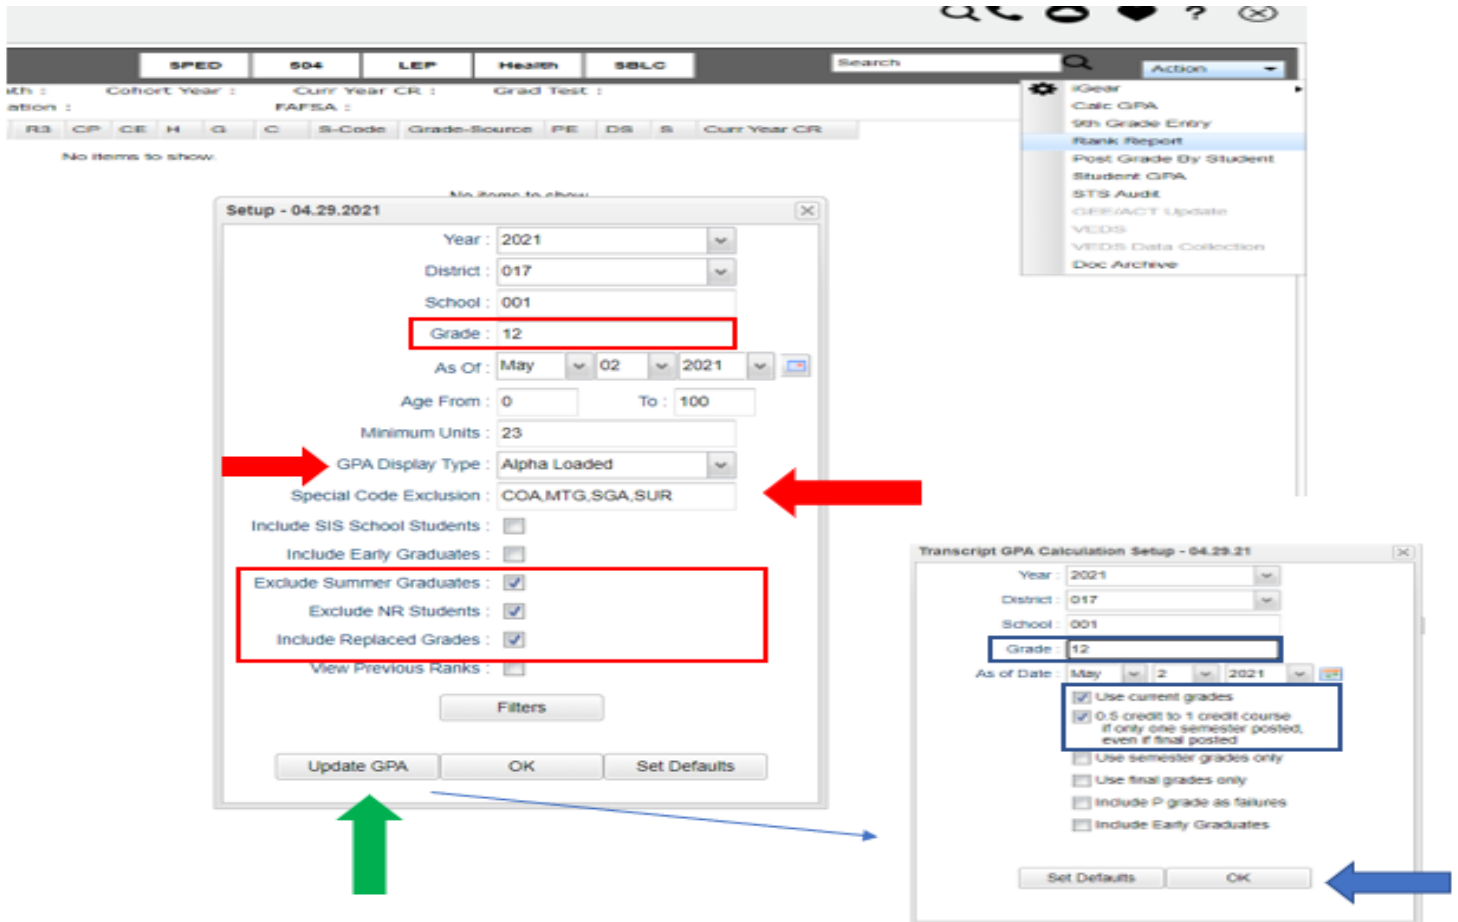 ?
SPED 504 LEP Health SBLC Search Action
ath : Cohort Year : Curr Year CR : Grad Test :
ation : FAFSA :
R3 CP CE H G C S-Code Grade-Source PE DS S Curr Year CR
No items to show.
No items to show
iGear
Calc GPA
9th Grade Entry
Rank Report
Post Grade By Student
Student GPA
STS Audit
GEE/ACT Update
VEDS
VEDS Data Collection
Doc Archive
Setup - 04.29.2021
Year : 2021
District : 017
School : 001
Grade : 12
As Of : May 02 2021
Age From : 0 To : 100
Minimum Units : 23
GPA Display Type : Alpha Loaded
Special Code Exclusion : COA,MTG,SGA,SUR
Include SIS School Students :
Include Early Graduates :
Exclude Summer Graduates :
Exclude NR Students :
Include Replaced Grades :
View Previous Ranks :
Filters
Update GPA OK Set Defaults
Transcript GPA Calculation Setup - 04.29.21
Year : 2021
District : 017
School : 001
Grade : 12
As of Date : May 2 2021
Use current grades
0.5 credit to 1 credit course
if only one semester posted,
even if final posted
Use semester grades only
Use final grades only
Include P grade as failures
Include Early Graduates
Set Defaults OK